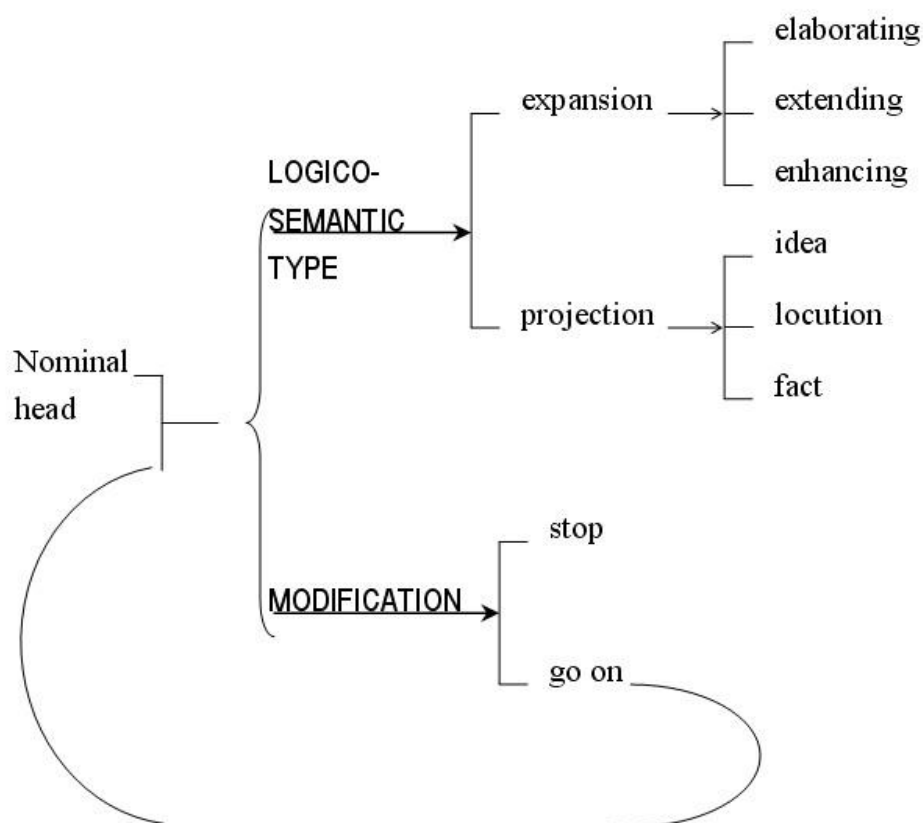 elaborating
expansion
extending
enhancing
LOGICO-
SEMANTIC
TYPE
idea
projection
locution
fact
Nominal
head
stop
MODIFICATION
go on